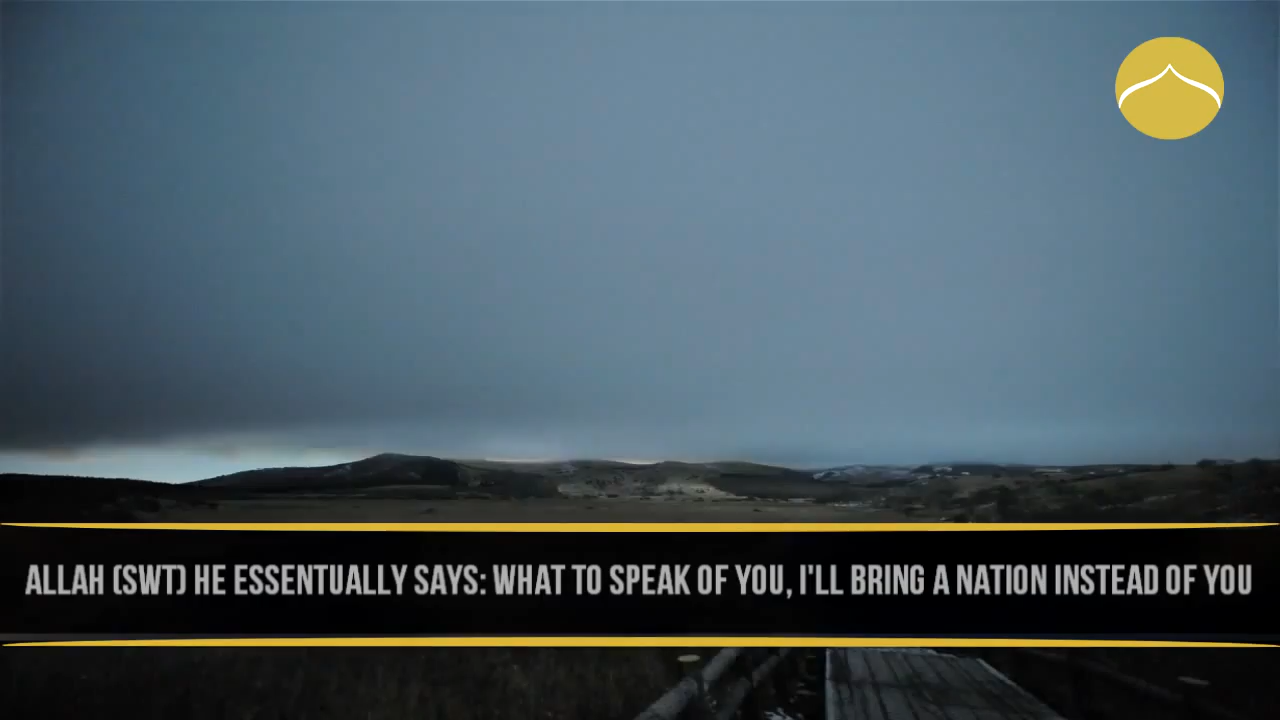 ALLAH (SWT) HE ESSENTUALLY SAYS: WHAT TO SPEAK OF YOU, I'LL BRING A NATION INSTEAD OF YOU